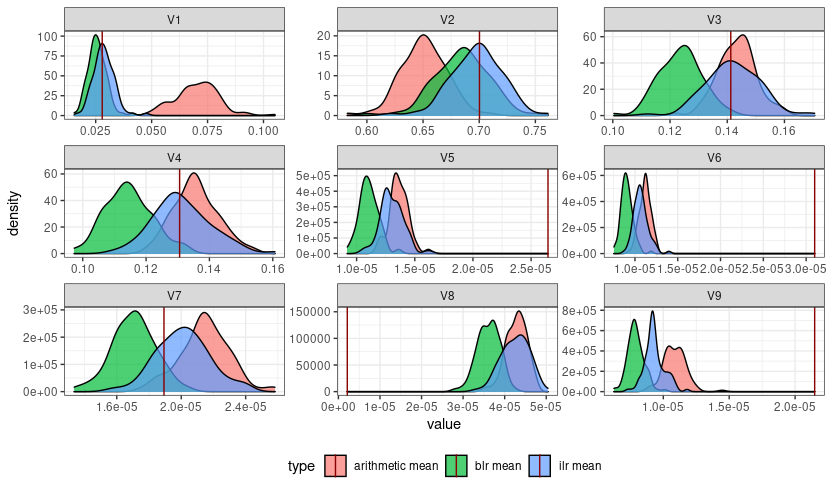 V1 V2 V3
100 75 50 25 0
20 15 10 5 0
60 40 20 0
0.025 0.050 0.075 0.100
0.60 0.65 0.70 0.75
0.10 0.12 0.14 0.16
V4 V5 V6
60 40 20 0
5e+05 4e+05 3e+05 2e+05 1e+05 0e+00
6e+05 4e+05 2e+05 0e+00
0.10 0.12 0.14 0.16
1.0e-05 1.5e-05 2.0e-05 2.5e-05
1.0e-05 1.5e-05 2.0e-05 2.5e-05 3.0e-05
V7 V8 V9
3e+05 2e+05 1e+05 0e+00
150000 100000 50000 0
8e+05 6e+05 4e+05 2e+05 0e+00
1.6e-05 2.0e-05 2.4e-05
0e+00 1e-05 2e-05 3e-05 4e-05 5e-05
1.0e-05 1.5e-05 2.0e-05
density
value
type arithmetic mean blr mean ilr mean